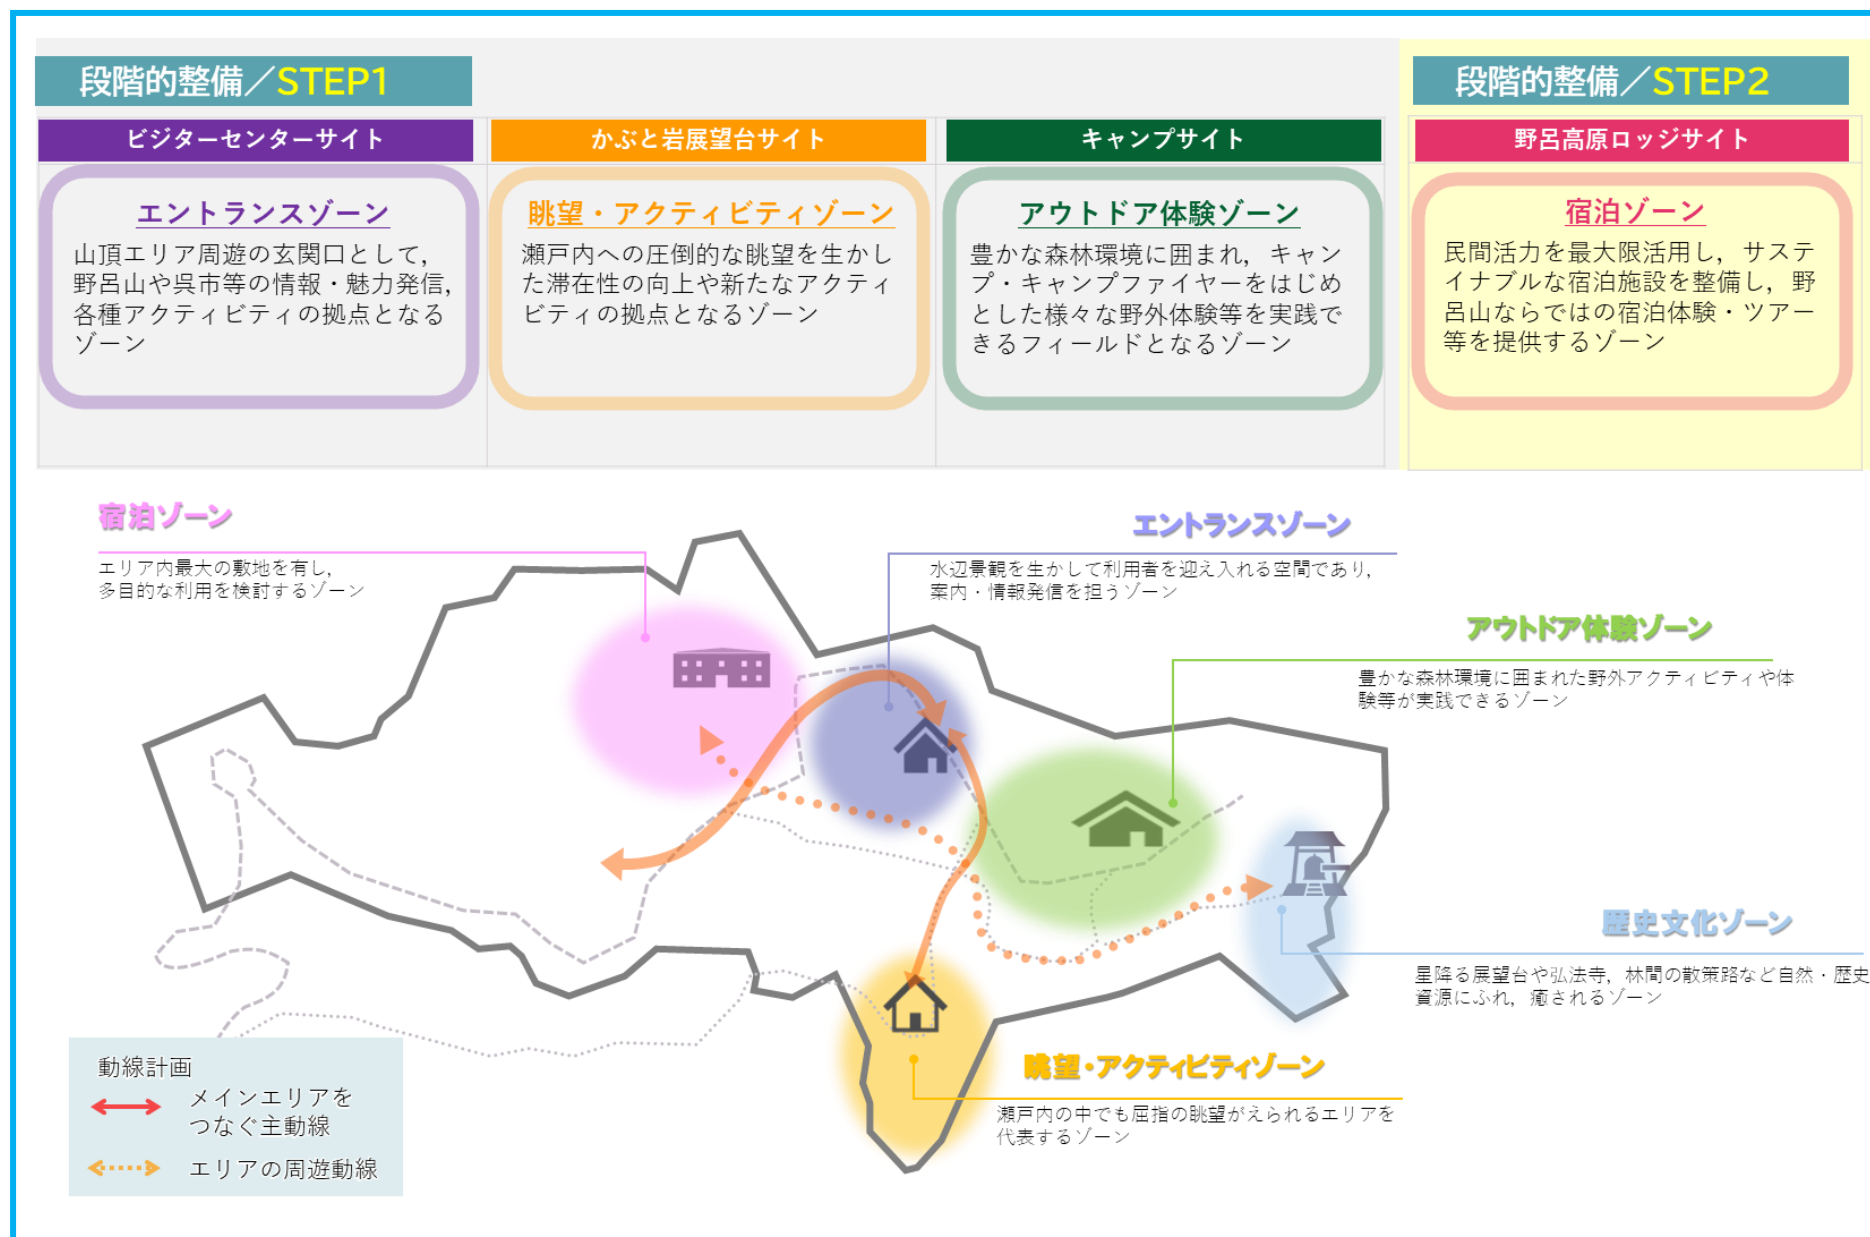 段階的整備／STEP1
ビジターセンターサイト
エントランスゾーン
山頂エリア周遊の玄関口として,
野呂山や呉市等の情報・魅力発信,
各種アクティビティの拠点となる
ゾーン
かぶと岩展望台サイト
眺望・アクティビティゾーン
瀬戸内への圧倒的な眺望を生かし
た滞在性の向上や新たなアクティ
ビティの拠点となるゾーン
キャンプサイト
アウトドア体験ゾーン
豊かな森林環境に囲まれ, キャン
プ・キャンプファイヤーをはじめ
とした様々な野外体験等を実践で
きるフィールドとなるゾーン
段階的整備／STEP2
野呂高原ロッジサイト
宿泊ゾーン
民間活力を最大限活用し, サステ
イナブルな宿泊施設を整備し, 野
呂山ならではの宿泊体験・ツアー
等を提供するゾーン
宿泊ゾーン
エリア内最大の敷地を有し,
多目的な利用を検討するゾーン
エントランスゾーン
水辺景観を生かして利用者を迎え入れる空間であり,
案内・情報発信を担うゾーン
アウトドア体験ゾーン
豊かな森林環境に囲まれた野外アクティビティや体
験等が実践できるゾーン
歴史文化ゾーン
星降る展望台や弘法寺, 林間の散策路など自然・歴史
資源にふれ, 癒されるゾーン
眺望・アクティビティゾーン
瀬戸内の中でも屈指の眺望がえられるエリアを
代表するゾーン
動線計画
メインエリアを
つなぐ主動線
エリアの周遊動線